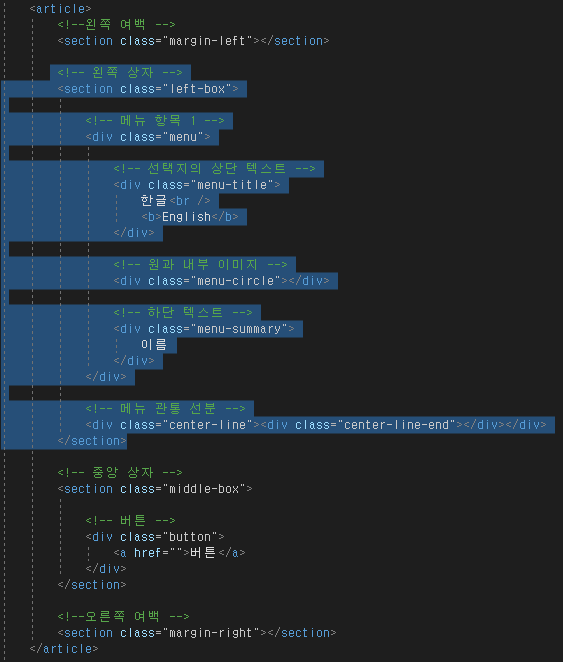 <article>
<!--왼쪽 여백 -->
<section class="margin-left"></section>
<!-- 왼쪽 상자 -->
<section class="left-box">
<!-- 메뉴 항목 1 -->
<div class="menu">
<!-- 선택지의 상단 텍스트 -->
<div class="menu-title">
한글<br />
<b>English</b>
</div>
<!-- 원과 내부 이미지 -->
<div class="menu-circle"></div>
<!-- 하단 텍스트 -->
<div class="menu-summary">
이름
</div>
</div>
<!-- 메뉴 관통 선분 -->
<div class="center-line"><div class="center-line-end"></div></div>
</section>
<!-- 중앙 상자 -->
<section class="middle-box">
<!-- 버튼 -->
<div class="button">
<a href="">버튼</a>
</div>
</section>
<!--오른쪽 여백 -->
<section class="margin-right"></section>
</article>